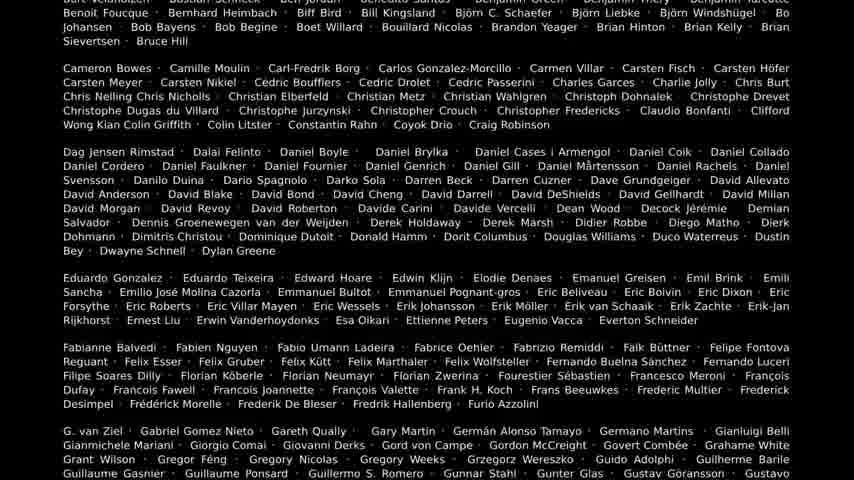 Benoit Foucque · Bernhard Heimbach · Biff Bird · Bill Kingsland · Björn C. Schaefer · Björn Liebke · Björn Windshügel · Bo
Johansen · Bob Bayens · Bob Begine · Boet Willard · Bouillard Nicolas · Brandon Yeager · Brian Hinton · Brian Kelly · Brian
Sievertsen · Bruce Hill
Cameron Bowes · Camille Moulin · Carl-Fredrik Borg · Carlos Gonzalez-Morcillo · Carmen Villar · Carsten Fisch · Carsten Höfer
Carsten Meyer · Carsten Nikiel · Cedric Boufflers · Cedric Drolet · Cedric Passerini · Charles Garces · Charlie Jolly · Chris Burt
Chris Nelling Chris Nicholls · Christian Elberfeld · Christian Metz · Christian Wahlgren · Christoph Dohnalek · Christophe Drevet
Christophe Dugas du Villard · Christophe Jurzynski · Christopher Crouch · Christopher Fredericks · Claudio Bonfanti · Clifford
Wong Kian Colin Griffith · Colin Litster · Constantin Rahn · Coyok Drio · Craig Robinson
Dag Jensen Rimstad · Dalai Felinto · Daniel Boyle · Daniel Brylka · Daniel Cases i Armengol · Daniel Coik · Daniel Collado
Daniel Cordero · Daniel Faulkner · Daniel Fournier · Daniel Genrich · Daniel Gill · Daniel Mårtensson · Daniel Rachels · Daniel
Svensson · Danilo Duina · Dario Spagnolo · Darko Sola · Darren Beck · Darren Cuzner · Dave Grundgeiger · David Allevato
David Anderson · David Blake · David Bond · David Cheng · David Darrell · David DeShields · David Gellhardt · David Millan
David Morgan · David Revoy · David Roberton · Davide Carini · Davide Vercelli · Dean Wood · Decock Jérémie · Demian
Salvador · Dennis Groenewegen van der Weijden · Derek Holdaway · Derek Marsh · Didier Robbe · Diego Matho · Dierk
Dohmann · Dimitris Christou · Dominique Dutoit · Donald Hamm · Dorit Columbus · Douglas Williams · Duco Waterreus · Dustin
Bey · Dwayne Schnell · Dylan Greene
Eduardo Gonzalez · Eduardo Teixeira · Edward Hoare · Edwin Klijn · Elodie Denaes · Emanuel Greisen · Emil Brink · Emili
Sancha · Emilio José Molina Cazorla · Emmanuel Bultot · Emmanuel Pognant-gros · Eric Beliveau · Eric Boivin · Eric Dixon · Eric
Forsythe · Eric Roberts · Eric Villar Mayen · Eric Wessels · Erik Johansson · Erik Möller · Erik van Schaaik · Erik Zachte · Erik-Jan
Rijkhorst · Ernest Liu · Erwin Vanderhoydonks · Esa Oikari · Ettienne Peters · Eugenio Vacca · Everton Schneider
Fabianne Balvedi · Fabien Nguyen · Fabio Umann Ladeira · Fabrice Oehler · Fabrizio Remiddi · Falk Büttner · Felipe Fontova
Reguant · Felix Esser · Felix Gruber · Felix Kütt · Felix Marthaler · Felix Wolfsteller · Fernando Buelna Sánchez · Fernando Luceri
Filipe Soares Dilly · Florian Köberle · Florian Neumayr · Florian Zwerina · Fourestier Sébastien · Francesco Meroni · François
Dufay · Francois Fawell · Francois Joannette · François Valette · Frank H. Koch · Frans Beeuwkes · Frederic Multier · Frederick
Desimpel · Frédérick Morelle · Frederik De Bleser · Fredrik Hallenberg · Furio Azzolini
G. van Ziel · Gabriel Gomez Nieto · Gareth Qually · Gary Martin · Germán Alonso Tamayo · Germano Martins · Gianluigi Belli
Gianmichele Mariani · Giorgio Comai · Giovanni Derks · Gord von Campe · Gordon McCreight · Govert Combée · Grahame White
Grant Wilson · Gregor Féng · Gregory Nicolas · Gregory Weeks · Grzegorz Wereszko · Guido Adolphi · Guilherme Barile
Guillaume Gasnier · Guillaume Ponsard · Guillermo S. Romero · Gunnar Stahl · Gunter Glas · Gustav Göransson · Gustavo